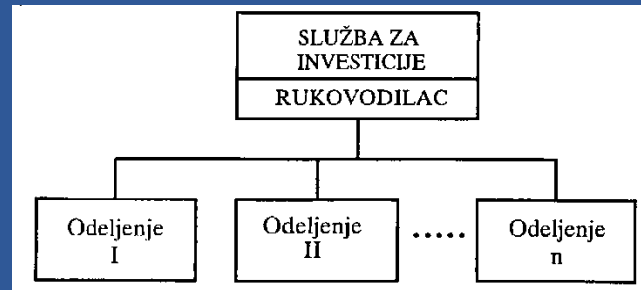 SLUŽBA ZA
INVESTICIJE
RUKOVODILAC
Odeljenje
I
Odeljenje
II
.....
Odeljenje
n